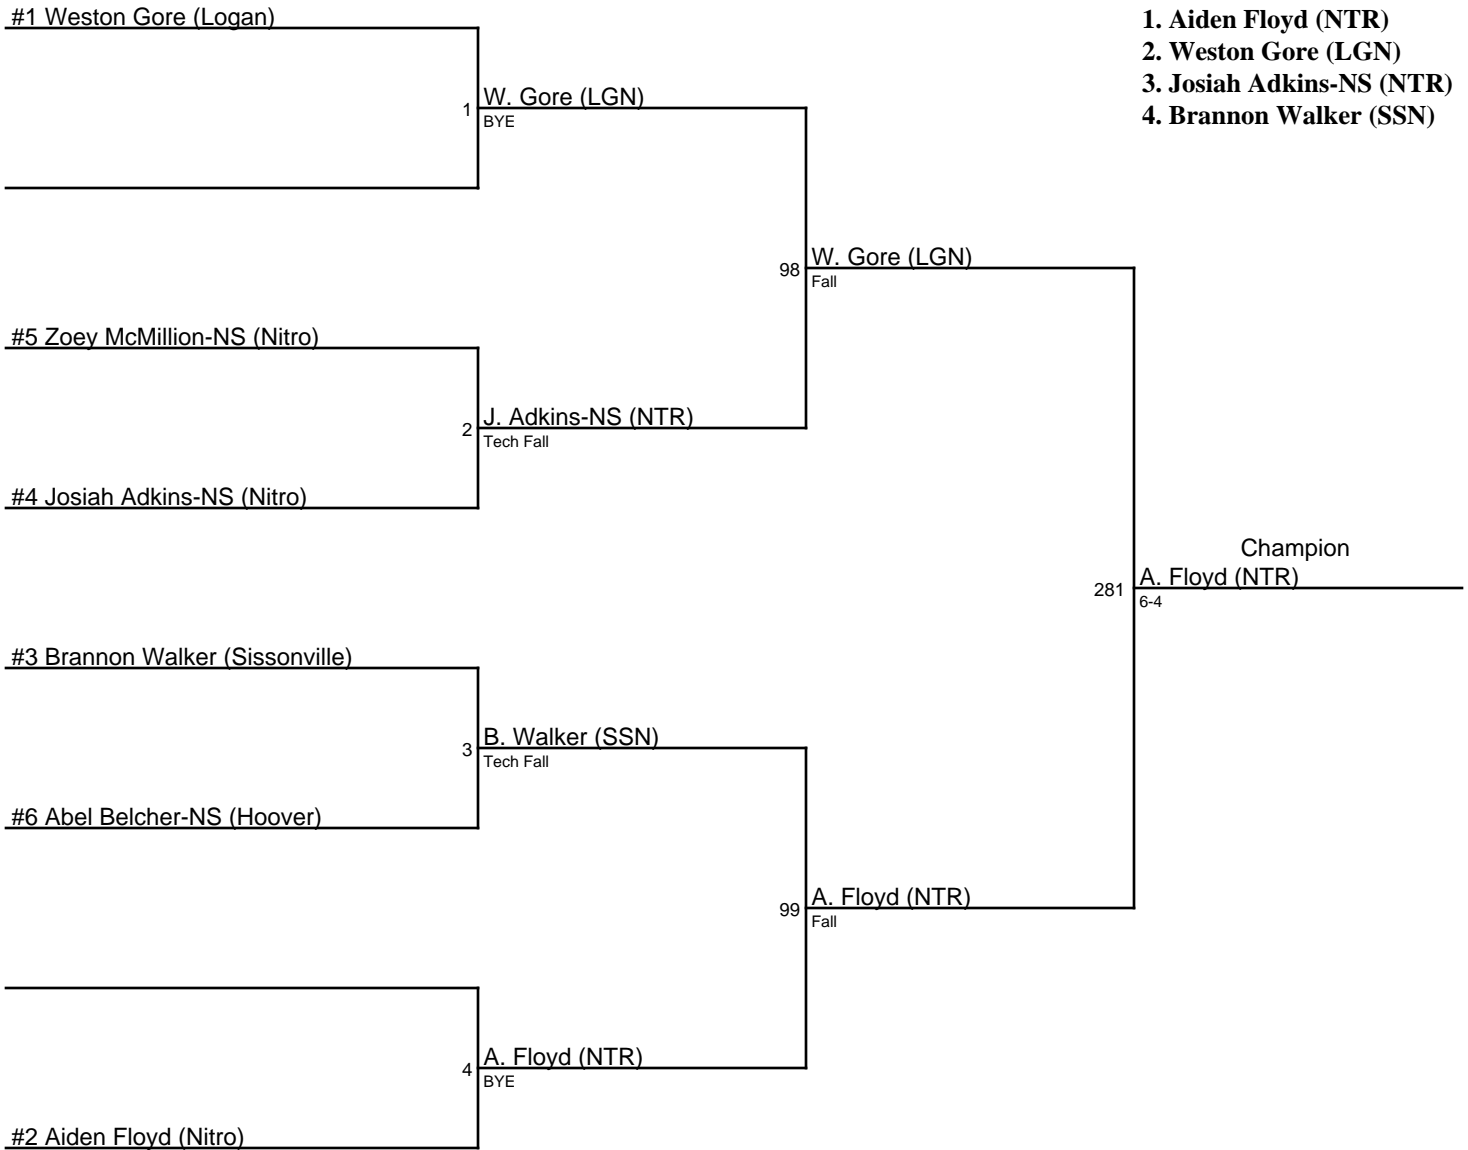 #1 Weston Gore (Logan)
1. Aiden Floyd (NTR)
2. Weston Gore (LGN)
3. Josiah Adkins-NS (NTR)
4. Brannon Walker (SSN)
1
W. Gore (LGN)
BYE
98
W. Gore (LGN)
Fall
#5 Zoey McMillion-NS (Nitro)
2
J. Adkins-NS (NTR)
Tech Fall
#4 Josiah Adkins-NS (Nitro)
Champion
281
A. Floyd (NTR)
6-4
#3 Brannon Walker (Sissonville)
3
B. Walker (SSN)
Tech Fall
#6 Abel Belcher-NS (Hoover)
99
A. Floyd (NTR)
Fall
4
A. Floyd (NTR)
BYE
#2 Aiden Floyd (Nitro)